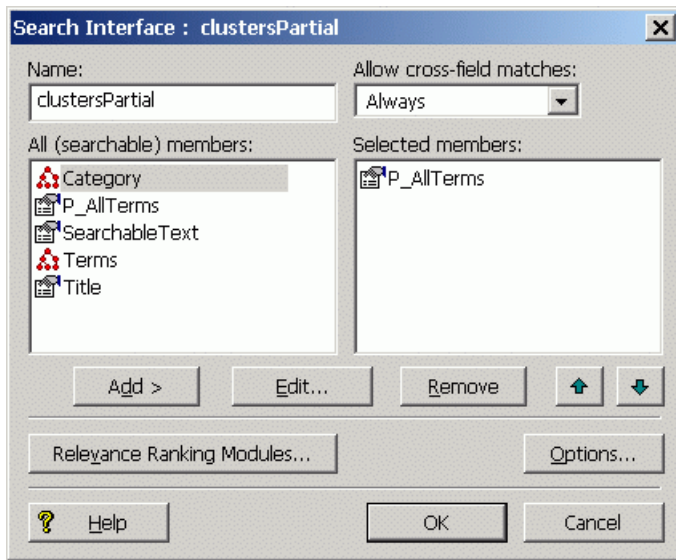 Search Interface : clustersPartial
Name:
clustersPartial
Allow cross-field matches:
Always
All (searchable) members:
Category
P_AllTerms
SearchableText
Terms
Title
Selected members:
P_AllTerms
Add >
Edit...
Remove
Relevance Ranking Modules...
Options...
Help
OK
Cancel